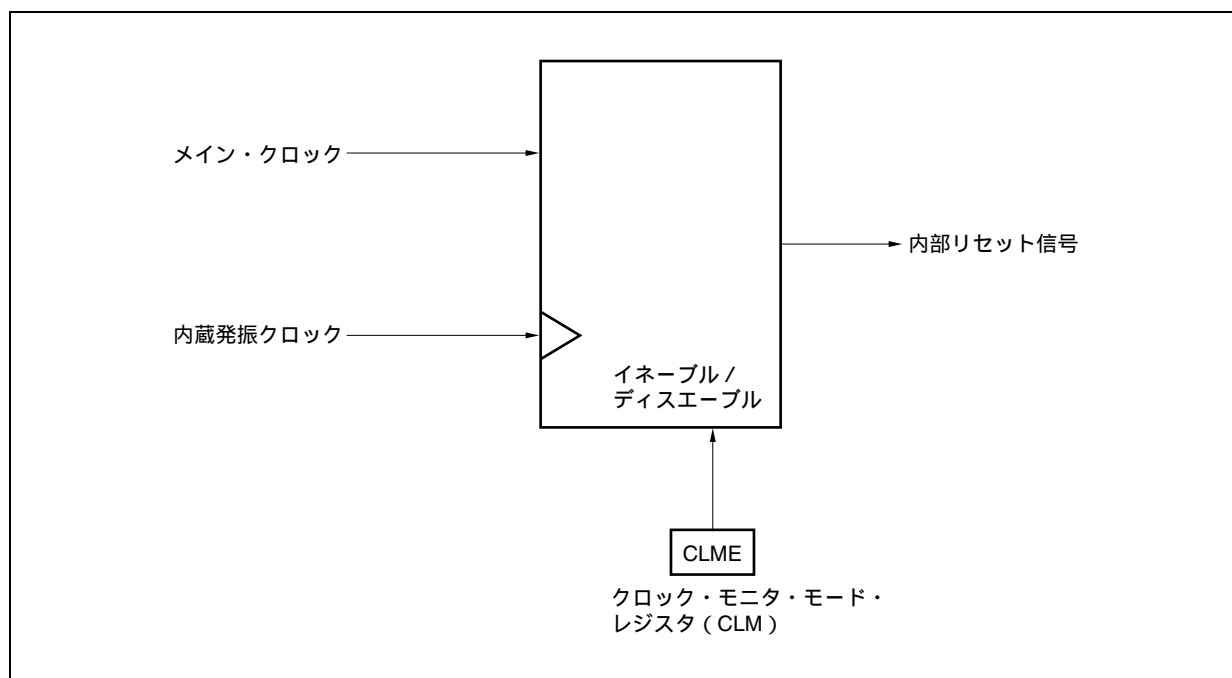 メイン・クロック
内部リセット信号
内蔵発振クロック
イネーブル/
ディスエーブル
CLME
クロック・モニタ・モード・
レジスタ(CLM)